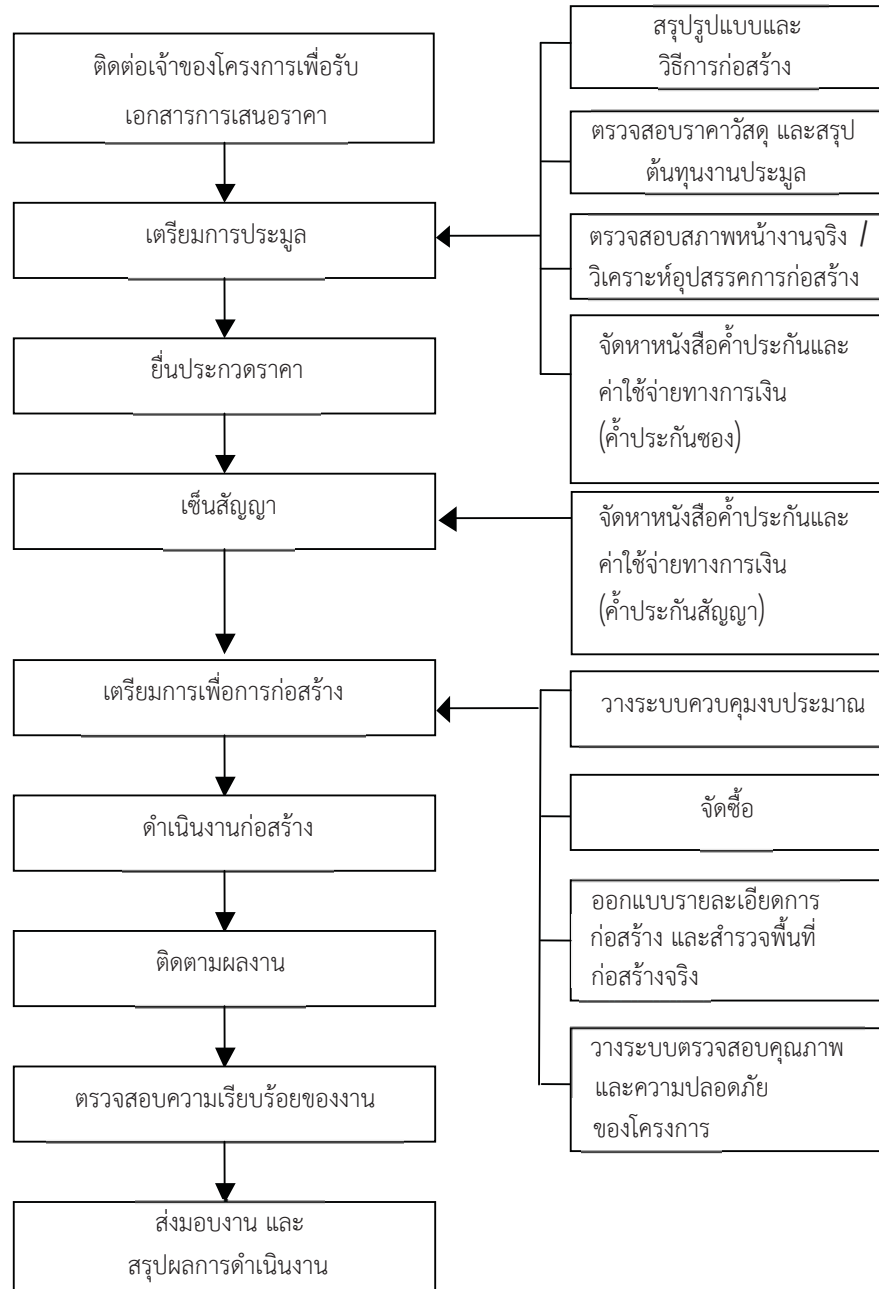 ติดต่อเจ้าของโครงการเพื่อรับ
เอกสารการเสนอราคา
เตรียมการประมูล
ยื่นประกวดราคา
เซ็นสัญญา
เตรียมการเพื่อการก่อสร้าง
ดำเนินงานก่อสร้าง
ติดตามผลงาน
ตรวจสอบความเรียบร้อยของงาน
ส่งมอบงาน และ
สรุปผลการดำเนินงาน
สรุปรูปแบบและ
วิธีการก่อสร้าง
ตรวจสอบราคาวัสดุ และสรุป
ต้นทุนงานประมูล
ตรวจสอบสภาพหน้างานจริง /
วิเคราะห์อุปสรรคการก่อสร้าง
จัดหาหนังสือค้ำประกันและ
ค่าใช้จ่ายทางการเงิน
(ค้ำประกันซอง)
จัดหาหนังสือค้ำประกันและ
ค่าใช้จ่ายทางการเงิน
(ค้ำประกันสัญญา)
วางระบบควบคุมงบประมาณ
จัดซื้อ
ออกแบบรายละเอียดการ
ก่อสร้าง และสำรวจพื้นที่
ก่อสร้างจริง
วางระบบตรวจสอบคุณภาพ
และความปลอดภัย
ของโครงการ